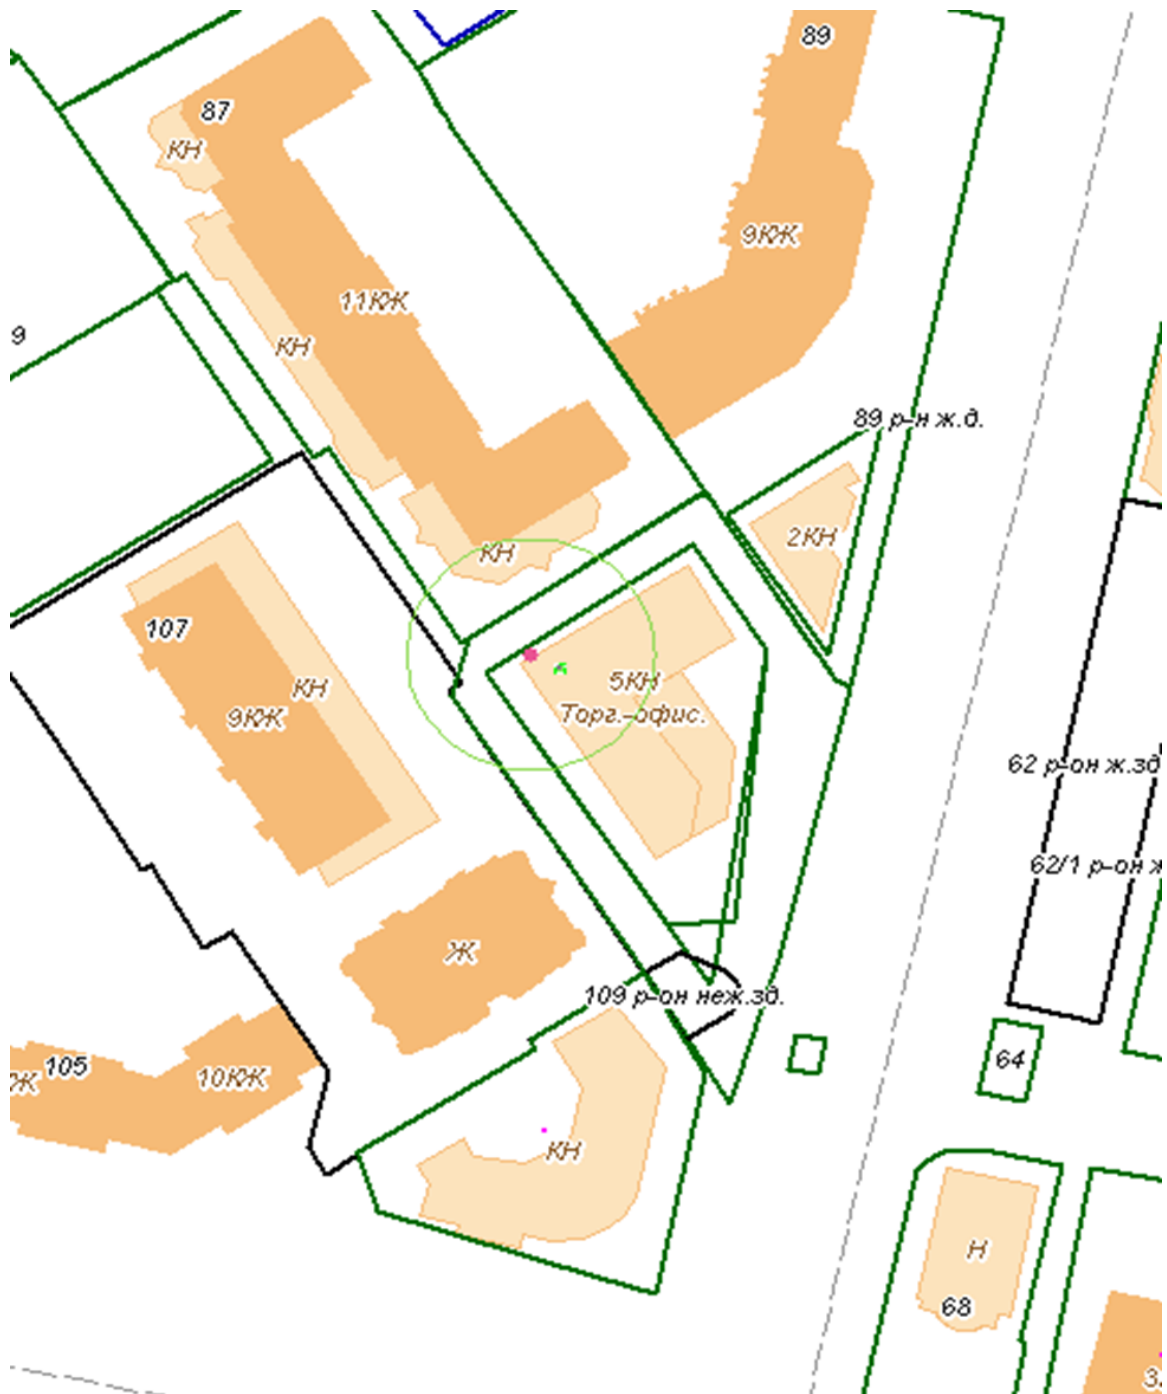 89
87
КН
9КЖ
11КЖ
9
КН
89 р-н ж.д.
2КН
КН
107
КН
5КН
9КЖ
Торг.-офис.
62 р-он ж.зд
62/1 р-он ж
Ж
109 р-он неж.зд.
64
105
Ж
10КЖ
КН
Н
68
3